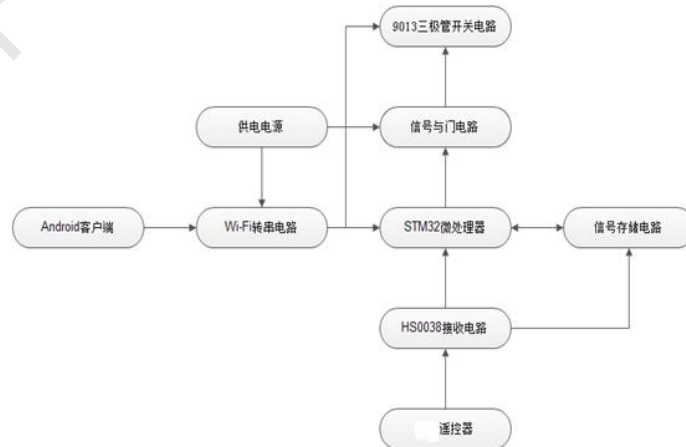 9013三极管开关电路
供电电源
信号与门电路
Android客户端
Wi-Fi转串电路
STM32微处理器
信号存储电路
HS0038接收电路
遥控器